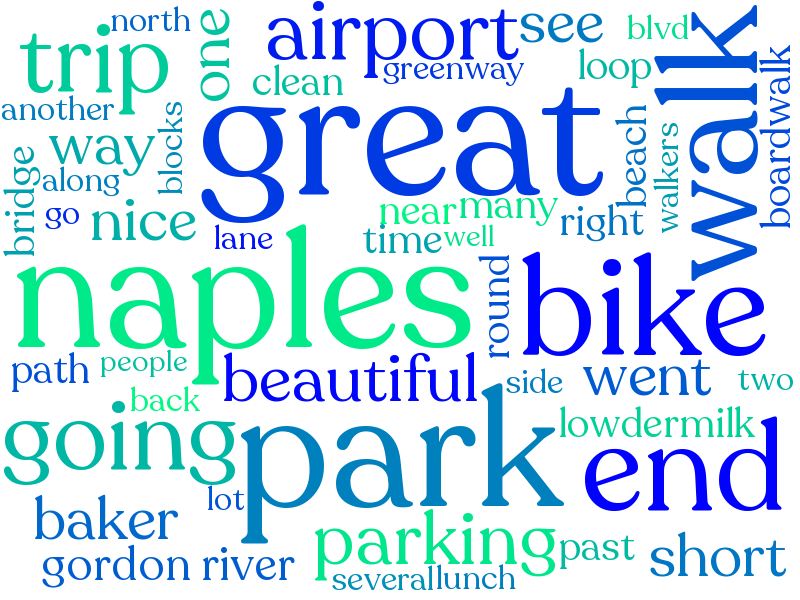 north
airport
see
blvd
walk
trip
one
clean
greenway
loop
boardwalk
another
way
blocks
great
beach
walkers
bridge
along
go
nice
near
many
right
lane
time
well
naples
round
bike
path
people
beautiful
side
went
two
back
going
park
lowdermilk
end
baker
lot
parking
past
short
gordon river
several
lunch